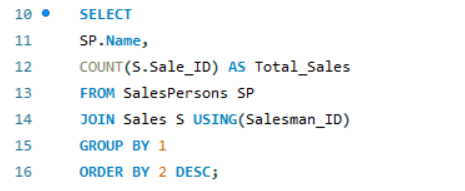 10 SELECT
11 SP.Name,
12 COUNT(S.Sale_ID) AS Total_Sales
13 FROM SalesPersons SP
14 JOIN Sales S USING(Salesman_ID)
15 GROUP BY 1
16 ORDER BY 2 DESC;